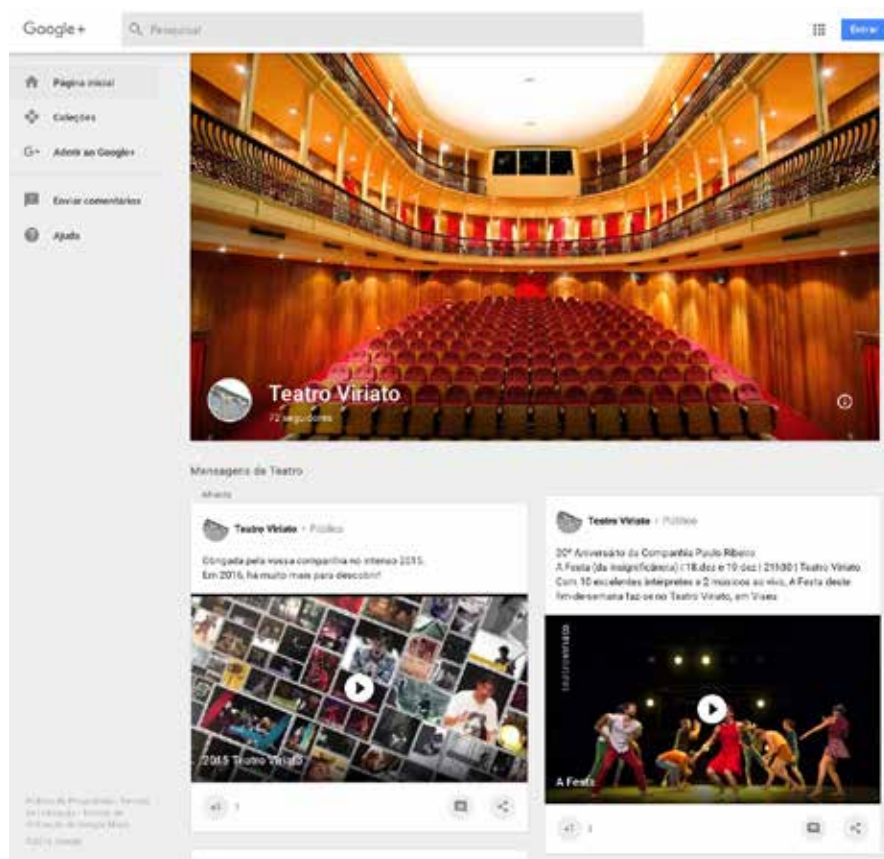 Google+
Pesquisar
Entrar
Página inicial
Coleções
Aderir ao Google+
Enviar comentários
Ajuda
Teatro Viriato
72 seguidores
Mensagens de Teatro
Teatro Viriato
Público
Obrigada pela vossa companhia no intenso 2015.
Em 2016, há muito mais para descobrir!
2015 Teatro Viriato
+1
Teatro Viriato
Público
20º Aniversário da Companhia Paulo Ribeiro
A Festa (da insignificância) | 18.dez e 19.dez | 21h30 | Teatro Viriato
Com 10 excelentes intérpretes e 2 músicos ao vivo, A Festa deste
fim-de-semana faz-se no Teatro Viriato, em Viseu
A Festa
+1